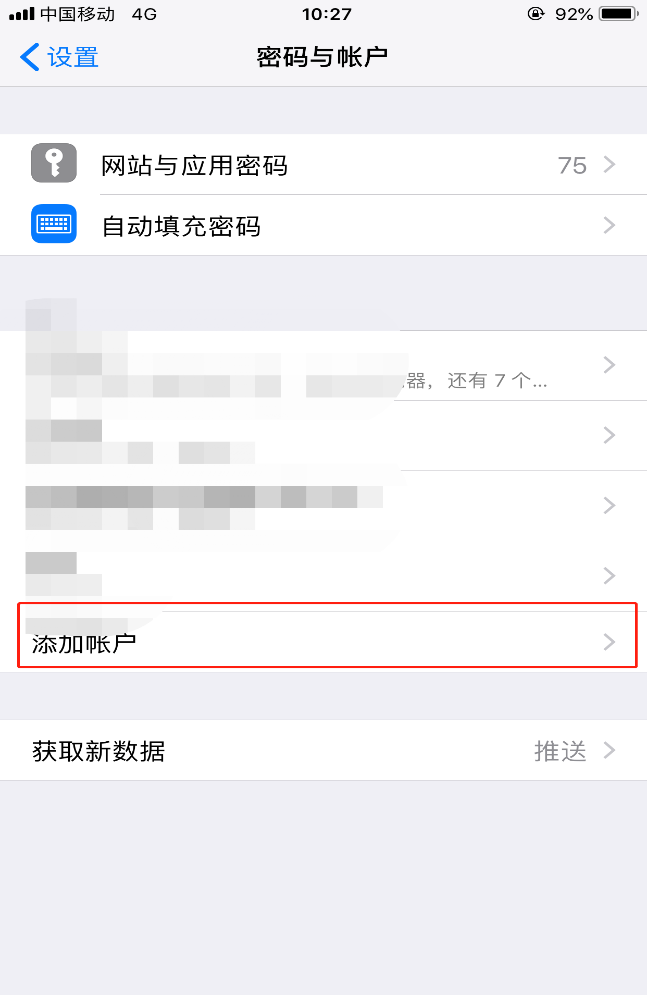 中国移动 4G 10:27 92%
设置 密码与帐户
网站与应用密码 75
自动填充密码
器，还有 7 个...
添加帐户
获取新数据 推送